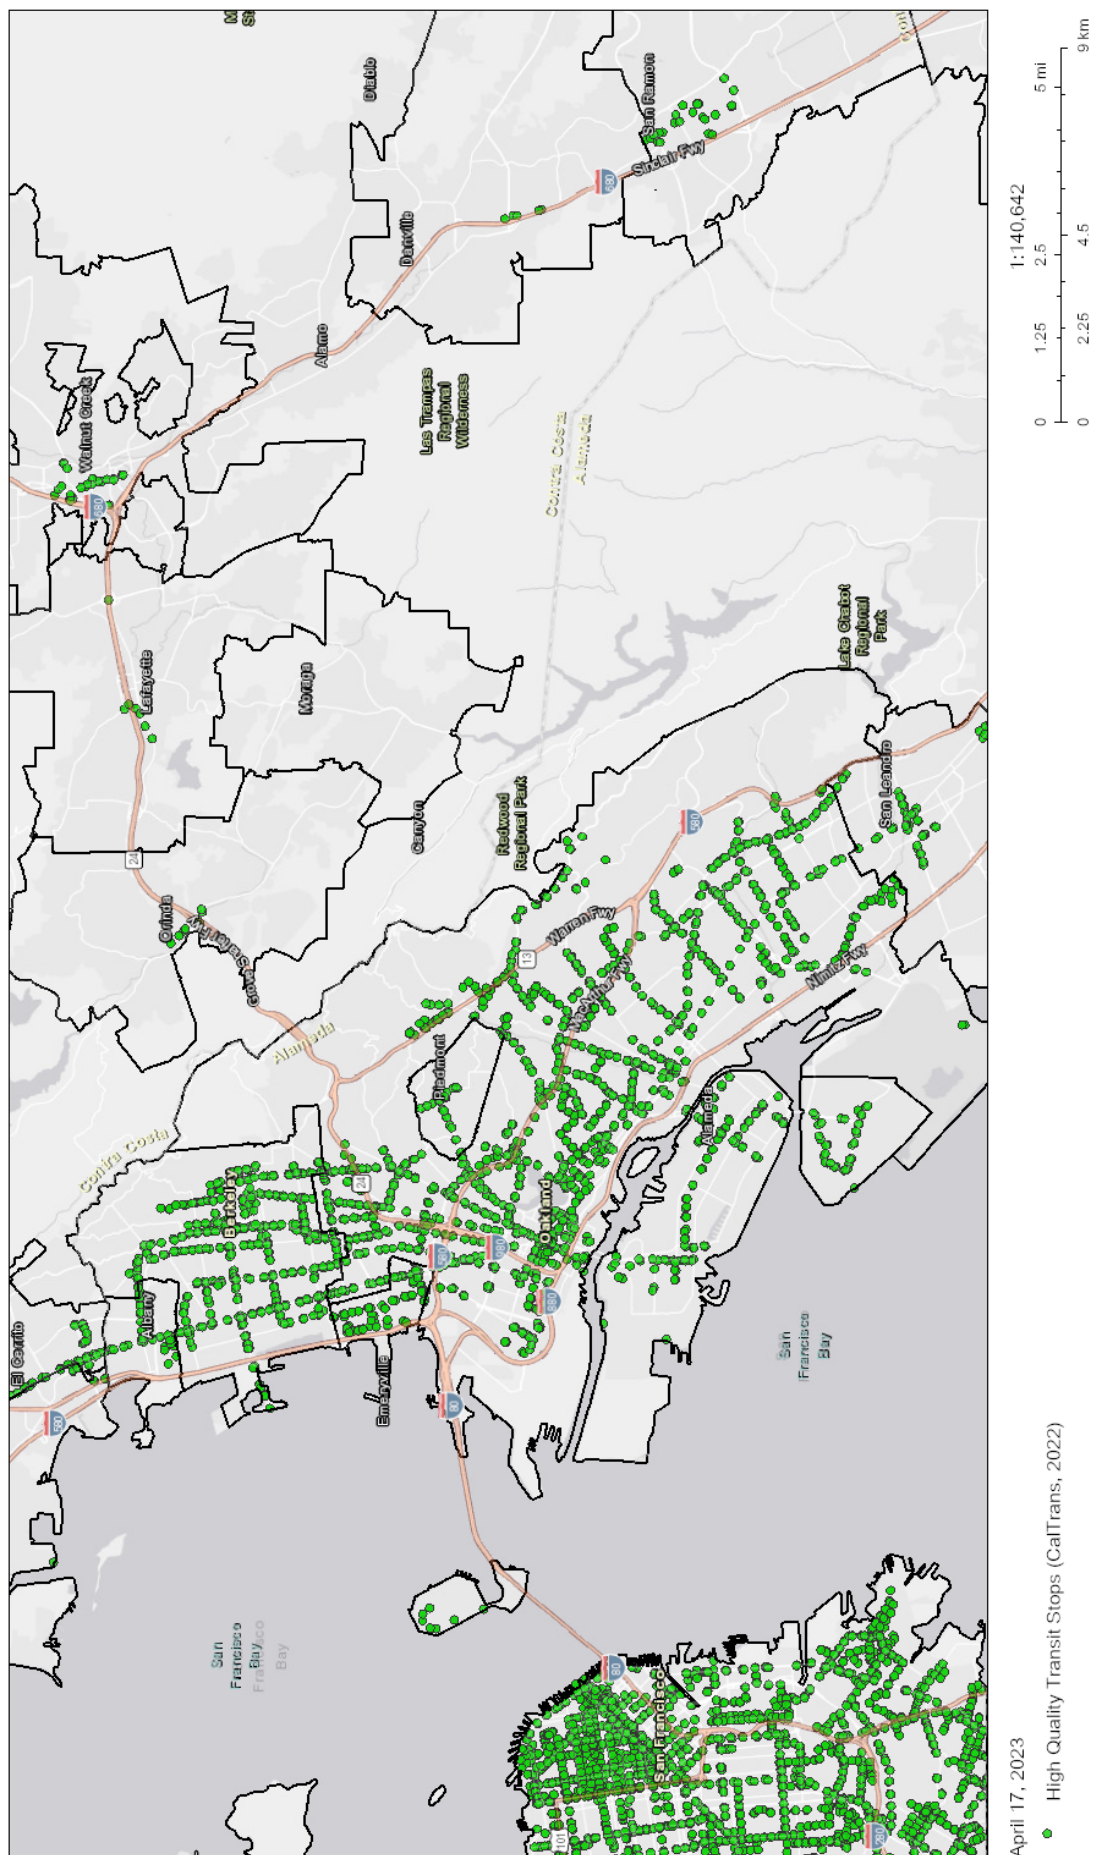 El Cerrito
580
Walnut Creek
680
Contra Costa
24
Albany
Lafayette
Orinda
San
Francisco
Bay
Francisco
Bay
Berkeley
Alameda
Moraga
Alamo
24
Diablo
Emeryville
Danville
Canyon
Piedmont
Las Trampas
Regional
Wilderness
580
80
980
Redwood
Regional Park
13
Oakland
880
Contra Costa
Alameda
101
Warren Fwy
MacArthur Fwy
680
80
San Francisco
San Ramon
Sinclair Fwy
580
Alameda
San
Francisco
Bay
Nimitz Fwy
Lake Chabot
Regional
Park
280
San Leandro
April 17, 2023
1:140,642
0 1.25 2.5 5 mi
0 2.25 4.5 9 km
High Quality Transit Stops (CalTrans, 2022)